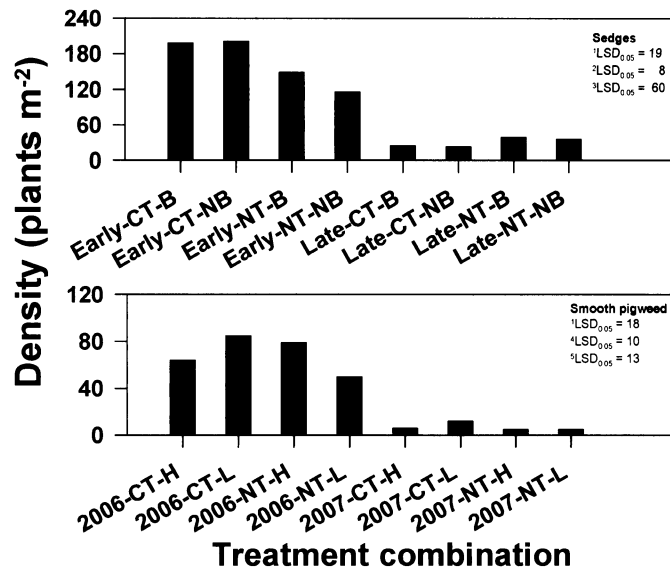 Density (plants m⁻²)
240
180
120
60
0
Sedges
¹LSD₀.₀₅ = 19
²LSD₀.₀₅ = 8
³LSD₀.₀₅ = 60
Early-CT-B
Early-CT-NB
Early-NT-B
Early-NT-NB
Late-CT-B
Late-CT-NB
Late-NT-B
Late-NT-NB
120
80
40
0
Smooth pigweed
¹LSD₀.₀₅ = 18
⁴LSD₀.₀₅ = 10
⁵LSD₀.₀₅ = 13
2006-CT-H
2006-CT-L
2006-NT-H
2006-NT-L
2007-CT-H
2007-CT-L
2007-NT-H
2007-NT-L
Treatment combination